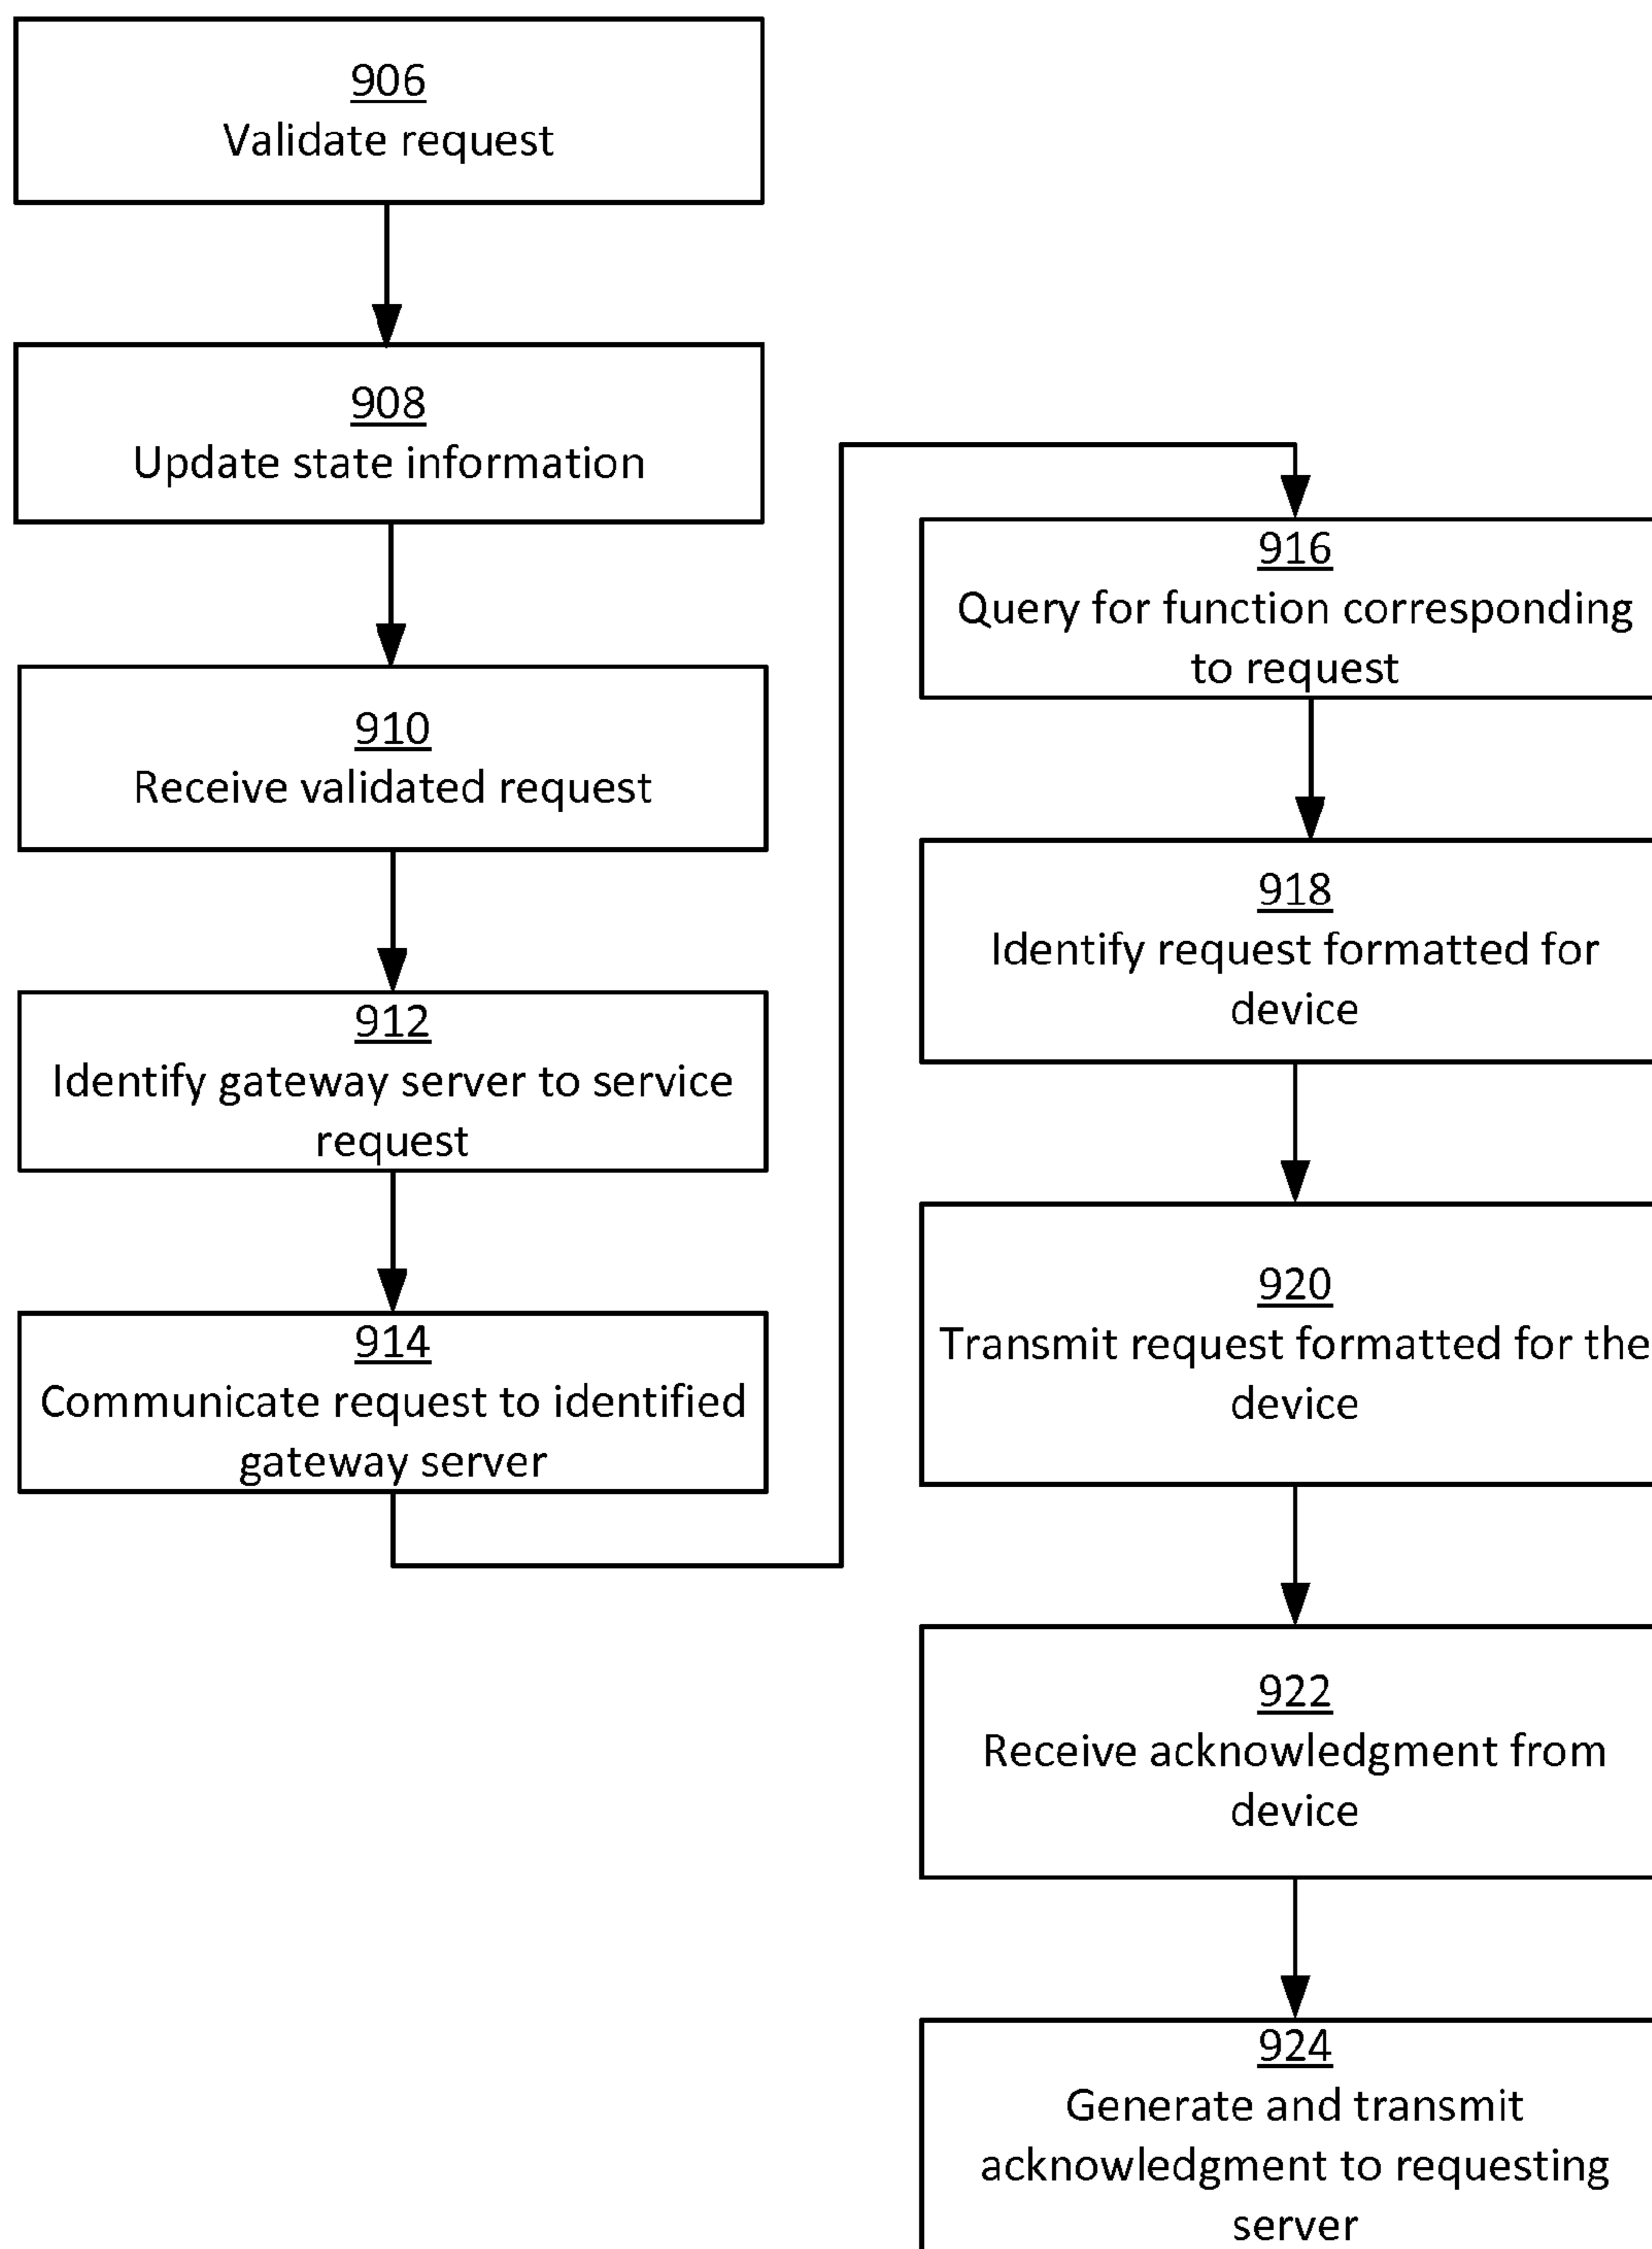 906
Validate request
908
Update state information
910
Receive validated request
912
Identify gateway server to service
request
914
Communicate request to identified
gateway server
916
Query for function corresponding
to request
918
Identify request formatted for
device
920
Transmit request formatted for the
device
922
Receive acknowledgment from
device
924
Generate and transmit
acknowledgment to requesting
server